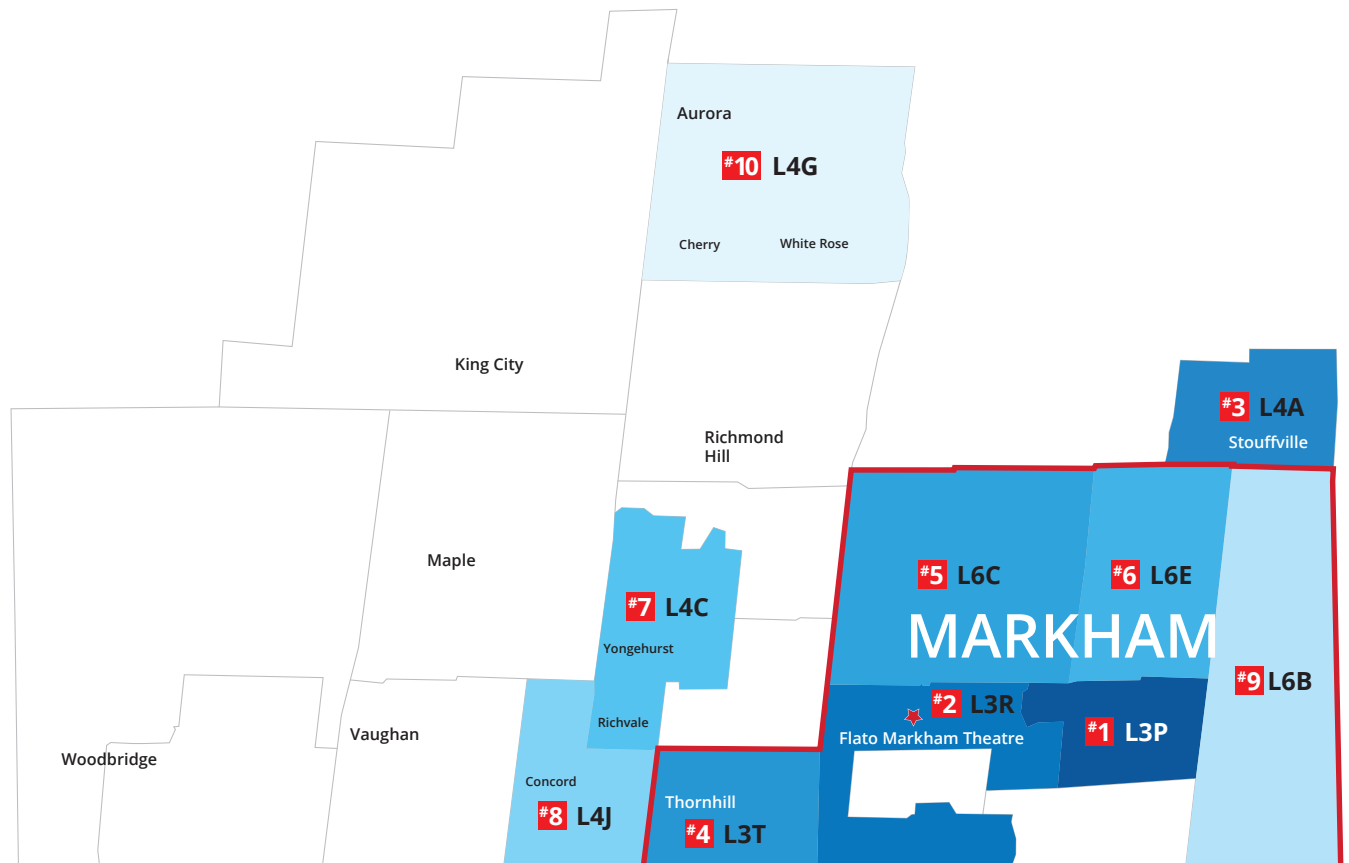 Aurora
#10 L4G
Cherry
White Rose
King City
#3 L4A
Stouffville
Richmond
Hill
Maple
#5 L6C
#6 L6E
#7 L4C
MARKHAM
Yongehurst
#9 L6B
#2 L3R
Richvale
Flato Markham Theatre
#1 L3P
Vaughan
Woodbridge
Concord
#8 L4J
Thornhill
#4 L3T